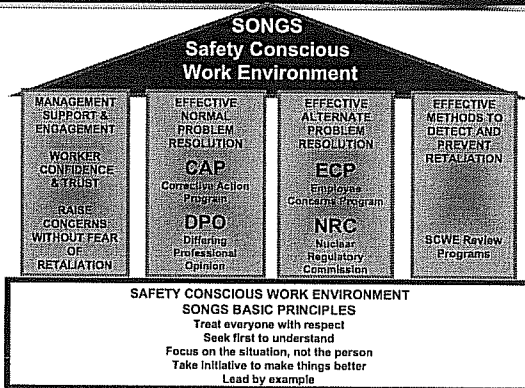 SONGS
Safety Conscious
Work Environment
MANAGEMENT
SUPPORT &
ENGAGEMENT
WORKER
CONFIDENCE
& TRUST
RAISE
CONCERNS
WITHOUT FEAR
OF
RETALIATION
EFFECTIVE
NORMAL
PROBLEM
RESOLUTION
CAP
Corrective Action
Program
DPO
Differing
Professional
Opinion
EFFECTIVE
ALTERNATE
PROBLEM
RESOLUTION
ECP
Employee
Concerns Program
NRC
Nuclear
Regulatory
Commission
EFFECTIVE
METHODS TO
DETECT AND
PREVENT
RETALIATION
SCWE Review
Programs
SAFETY CONSCIOUS WORK ENVIRONMENT
SONGS BASIC PRINCIPLES
Treat everyone with respect
Seek first to understand
Focus on the situation, not the person
Take initiative to make things better
Lead by example